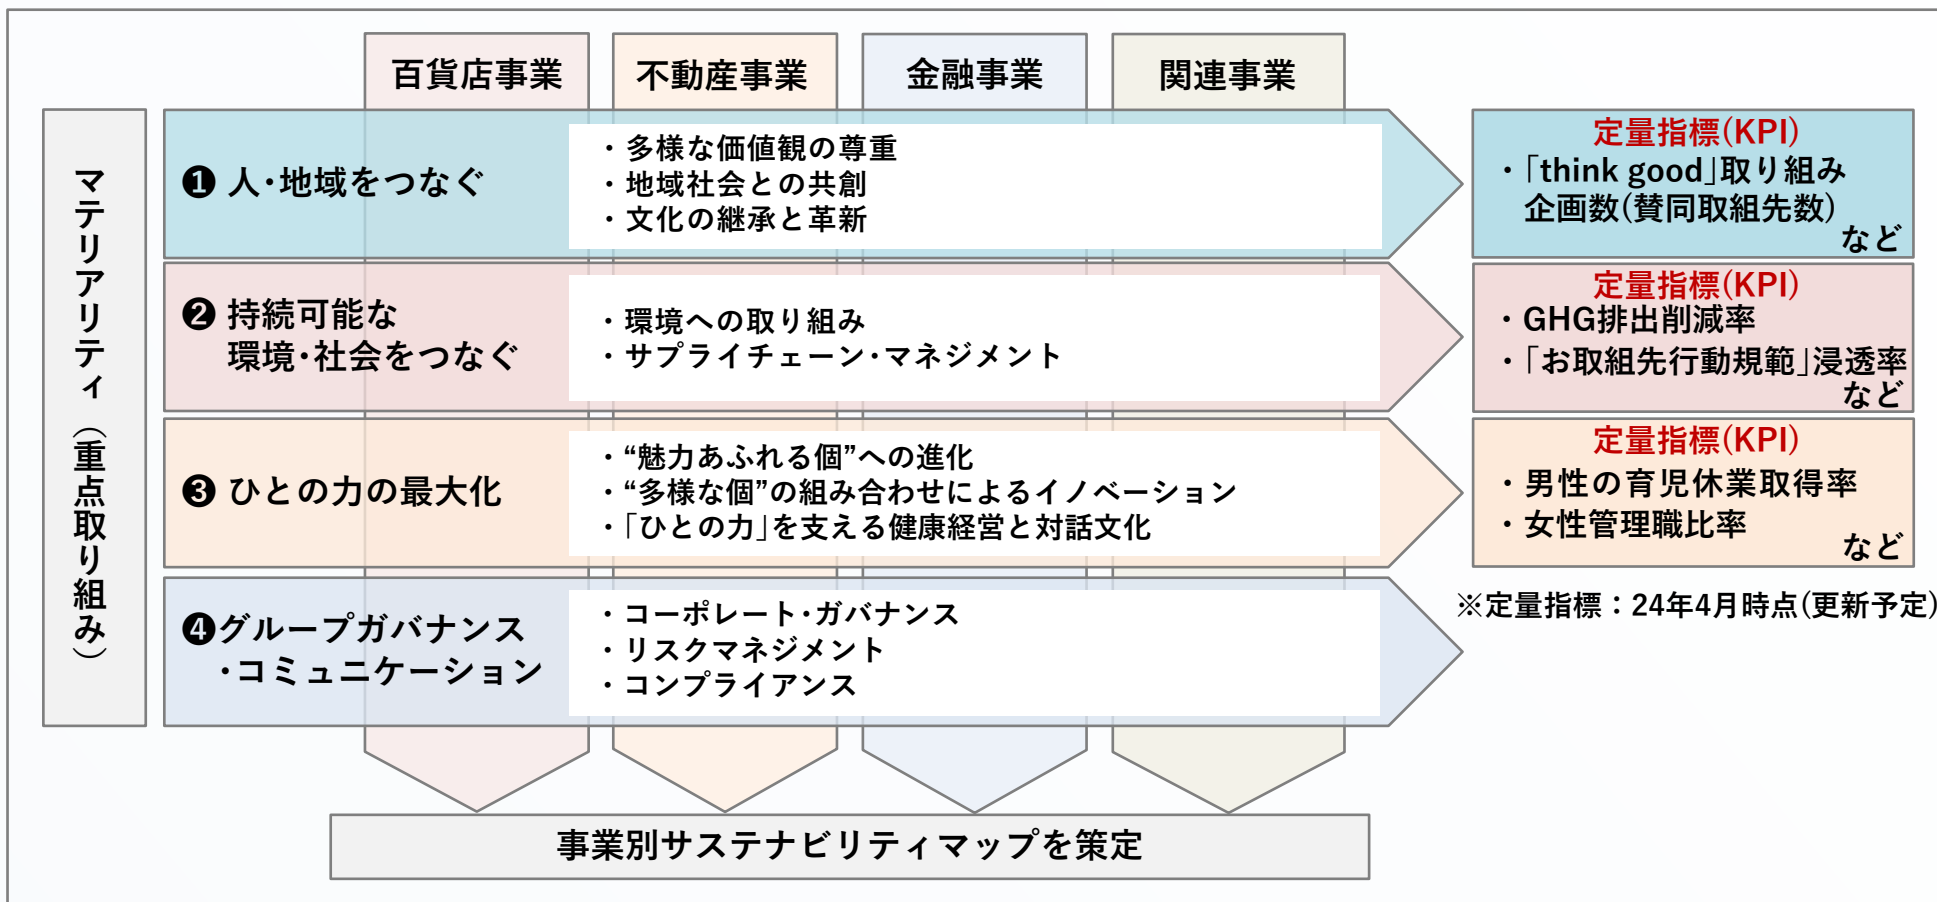 百貨店事業
不動産事業
金融事業
関連事業
マテリアリティ（重点取り組み）
❶ 人･地域をつなぐ
・多様な価値観の尊重
・地域社会との共創
・文化の継承と革新
定量指標(KPI)
・｢think good｣取り組み
企画数(賛同取組先数)
など
❷ 持続可能な
環境･社会をつなぐ
・環境への取り組み
・サプライチェーン･マネジメント
定量指標(KPI)
・GHG排出削減率
・｢お取組先行動規範｣浸透率
など
❸ ひとの力の最大化
・“魅力あふれる個”への進化
・“多様な個”の組み合わせによるイノベーション
・｢ひとの力｣を支える健康経営と対話文化
定量指標(KPI)
・男性の育児休業取得率
・女性管理職比率
など
❹グループガバナンス
･コミュニケーション
・コーポレート･ガバナンス
・リスクマネジメント
・コンプライアンス
※定量指標：24年4月時点(更新予定)
事業別サステナビリティマップを策定